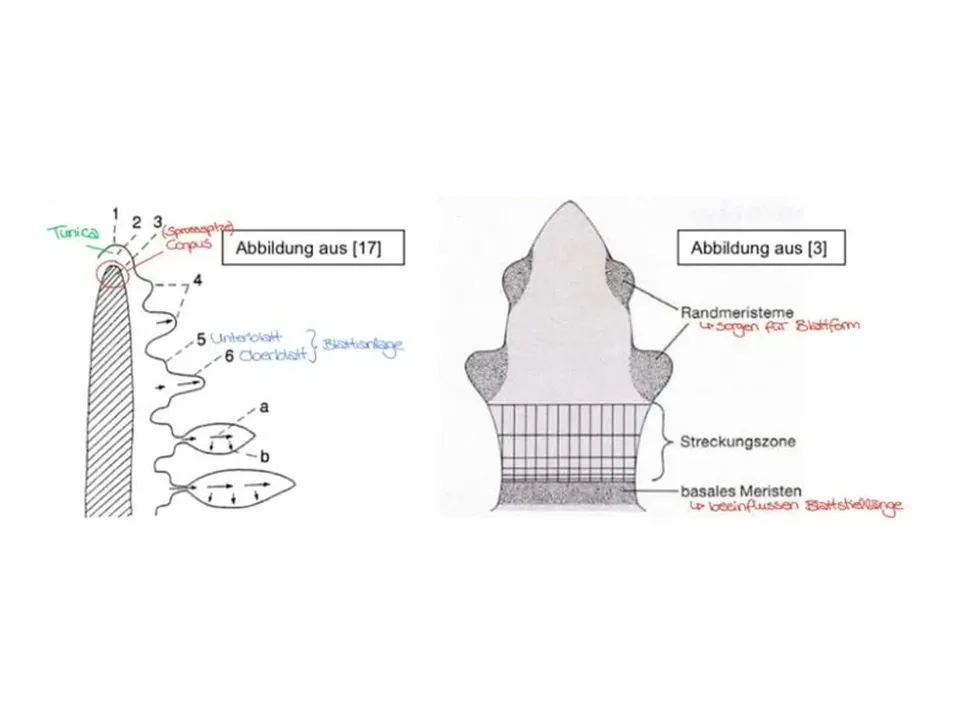 1
2
3
Tunica
(Sprossspitze)
Corpus
Abbildung aus [17]
4
5 Unterblatt
6 Oberblatt
Blattanlage
a
b
Abbildung aus [3]
Randmeristeme
↳ sorgen für Blattform
Streckungszone
basales Meristen
↳ beeinflussen Blattstiellänge